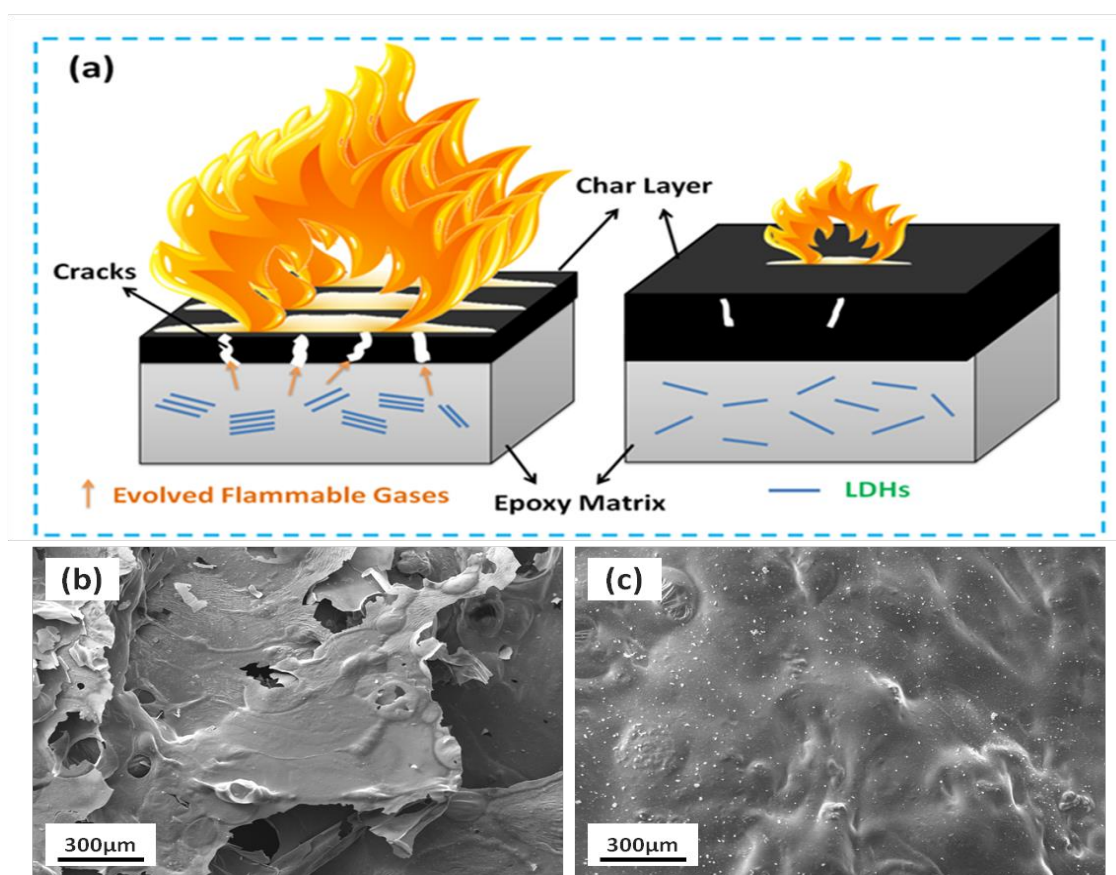 (a)
Char Layer
Cracks
Evolved Flammable Gases
Epoxy Matrix
LDHs
(b)
300μm
(c)
300μm